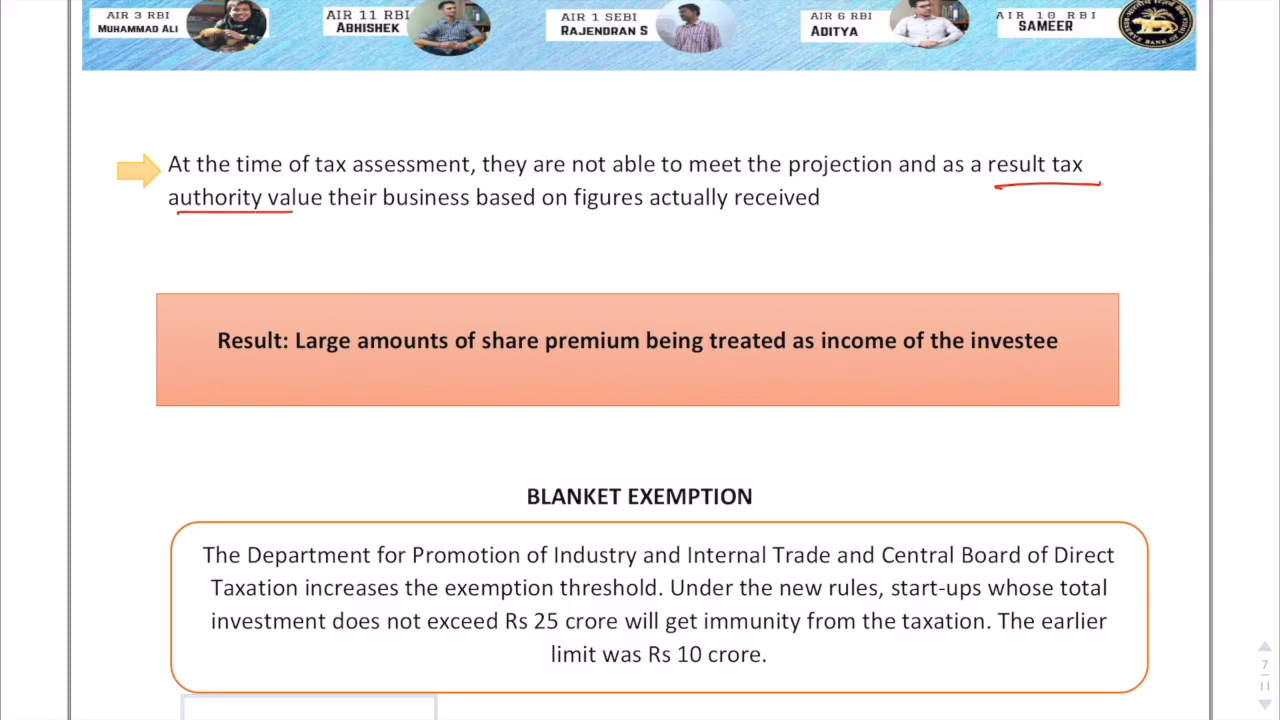 AIR 3 RBI
MUHAMMAD ALI
AIR 11 RBI
ABHISHEK
AIR 1 SEBI
RAJENDRAN S
AIR 6 RBI
ADITYA
AIR 10 RBI
SAMEER
At the time of tax assessment, they are not able to meet the projection and as a result tax
authority value their business based on figures actually received
Result: Large amounts of share premium being treated as income of the investee
BLANKET EXEMPTION
The Department for Promotion of Industry and Internal Trade and Central Board of Direct
Taxation increases the exemption threshold. Under the new rules, start-ups whose total
investment does not exceed Rs 25 crore will get immunity from the taxation. The earlier
limit was Rs 10 crore.
7
11